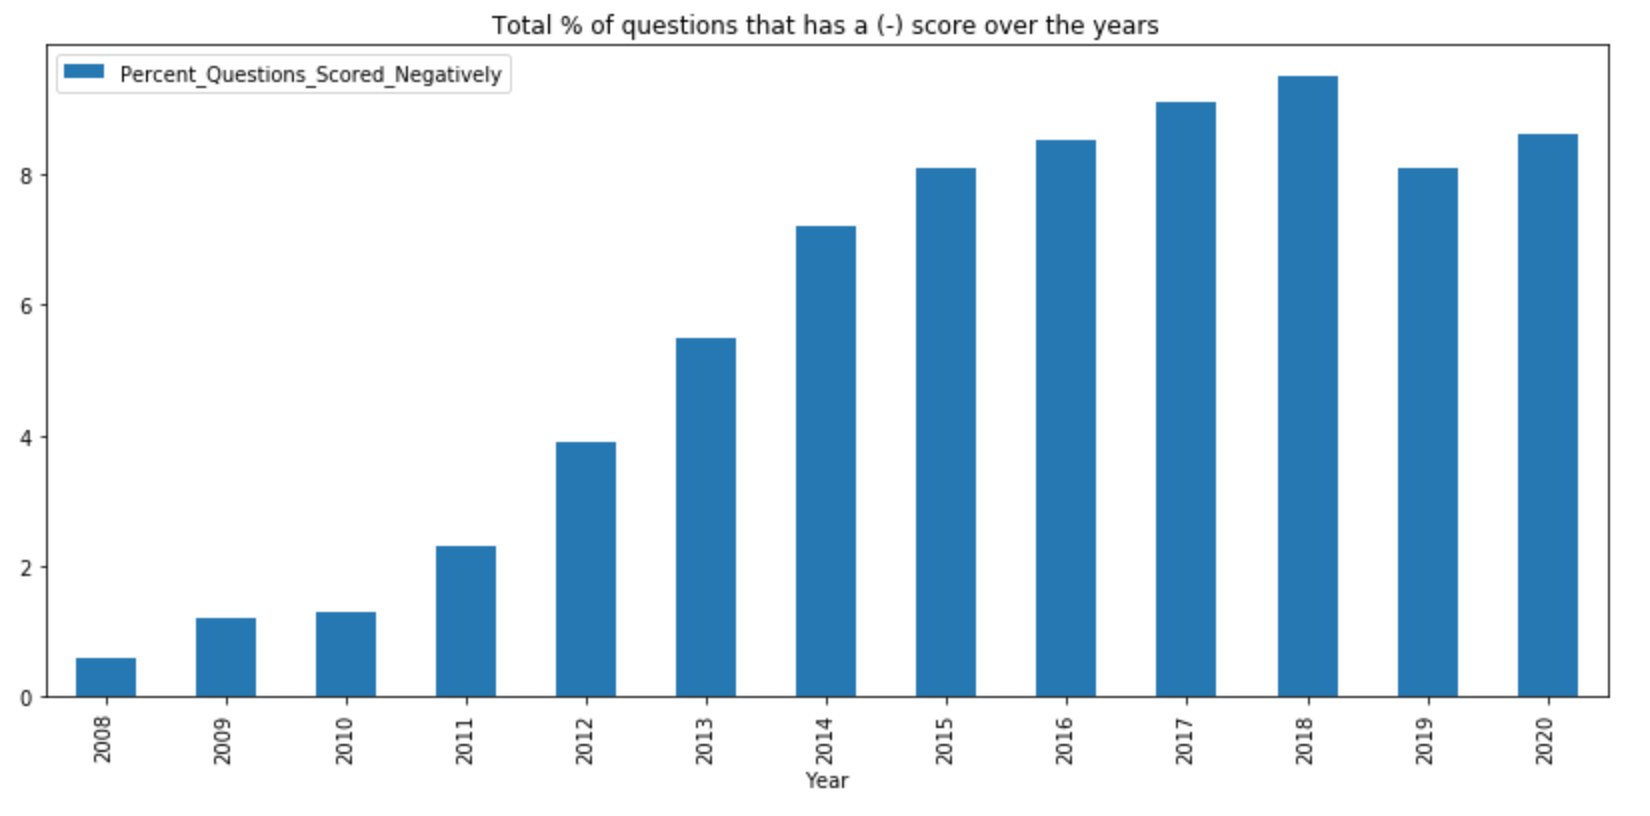 Total % of questions that has a (-) score over the years
Percent_Questions_Scored_Negatively
8
6
4
2
0
2008 2009 2010 2011 2012 2013 2014 2015 2016 2017 2018 2019 2020
Year